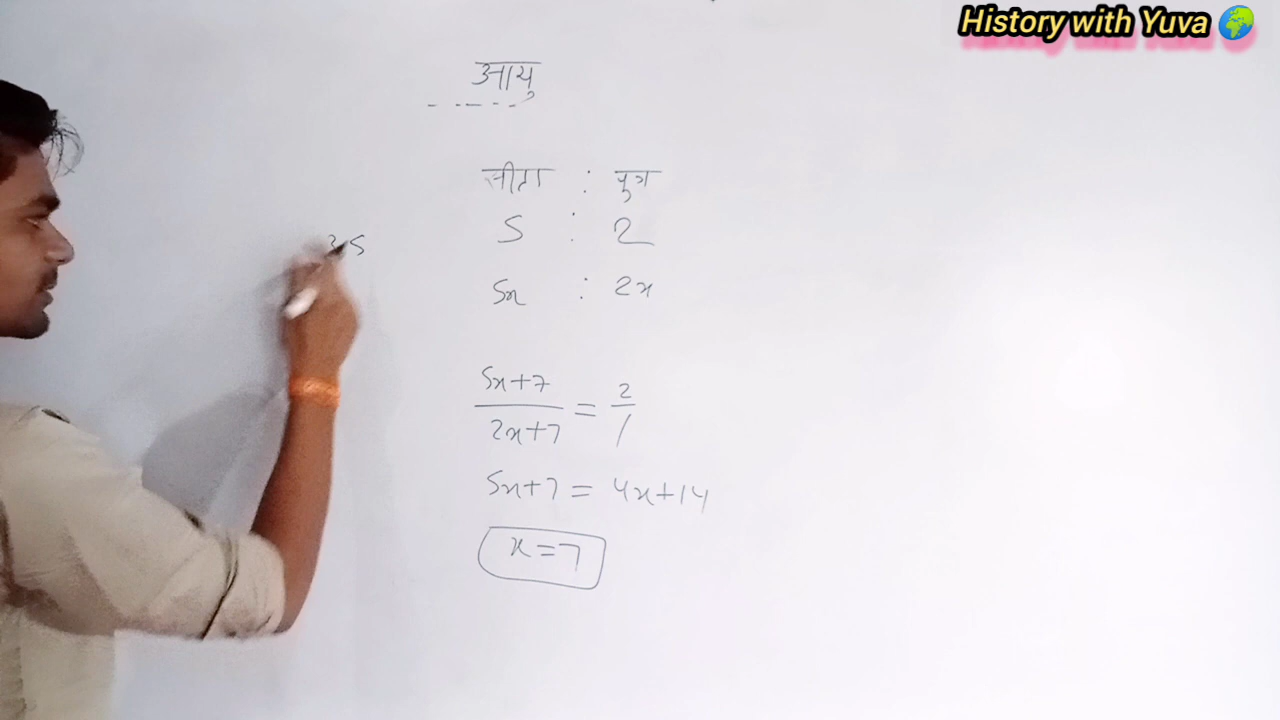 History with Yuva 🌍
आयु
सीता : पुत्र
5 : 2
35
5x : 2x
5x+7 / 2x+7 = 2 / 1
5x+7 = 4x+14
x=7